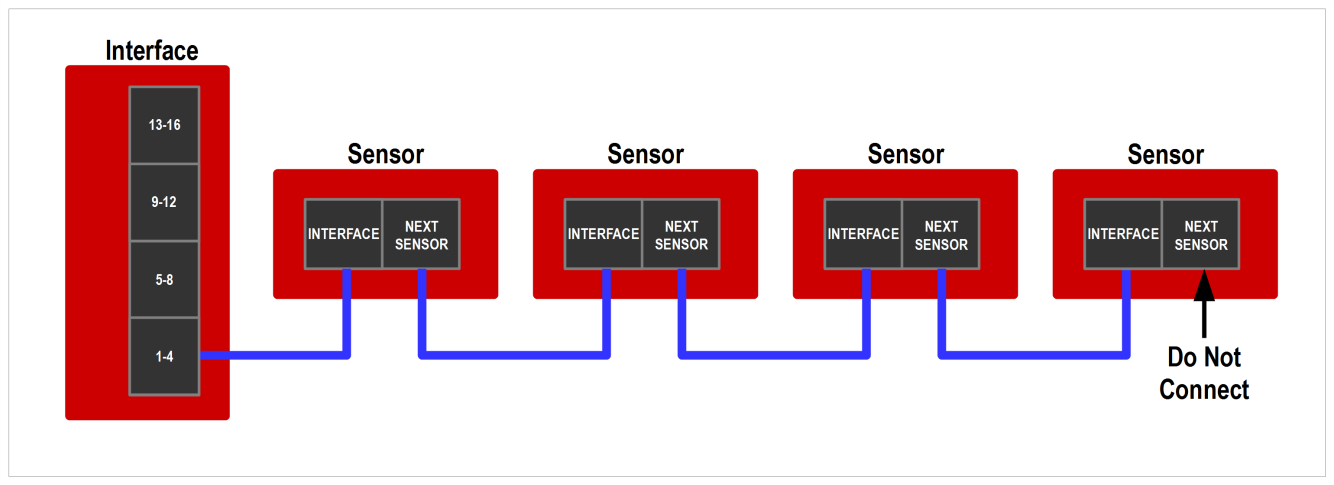 Interface
13-16
9-12
5-8
1-4
Sensor
INTERFACE
NEXT
SENSOR
Sensor
INTERFACE
NEXT
SENSOR
Sensor
INTERFACE
NEXT
SENSOR
Sensor
INTERFACE
NEXT
SENSOR
Do Not
Connect